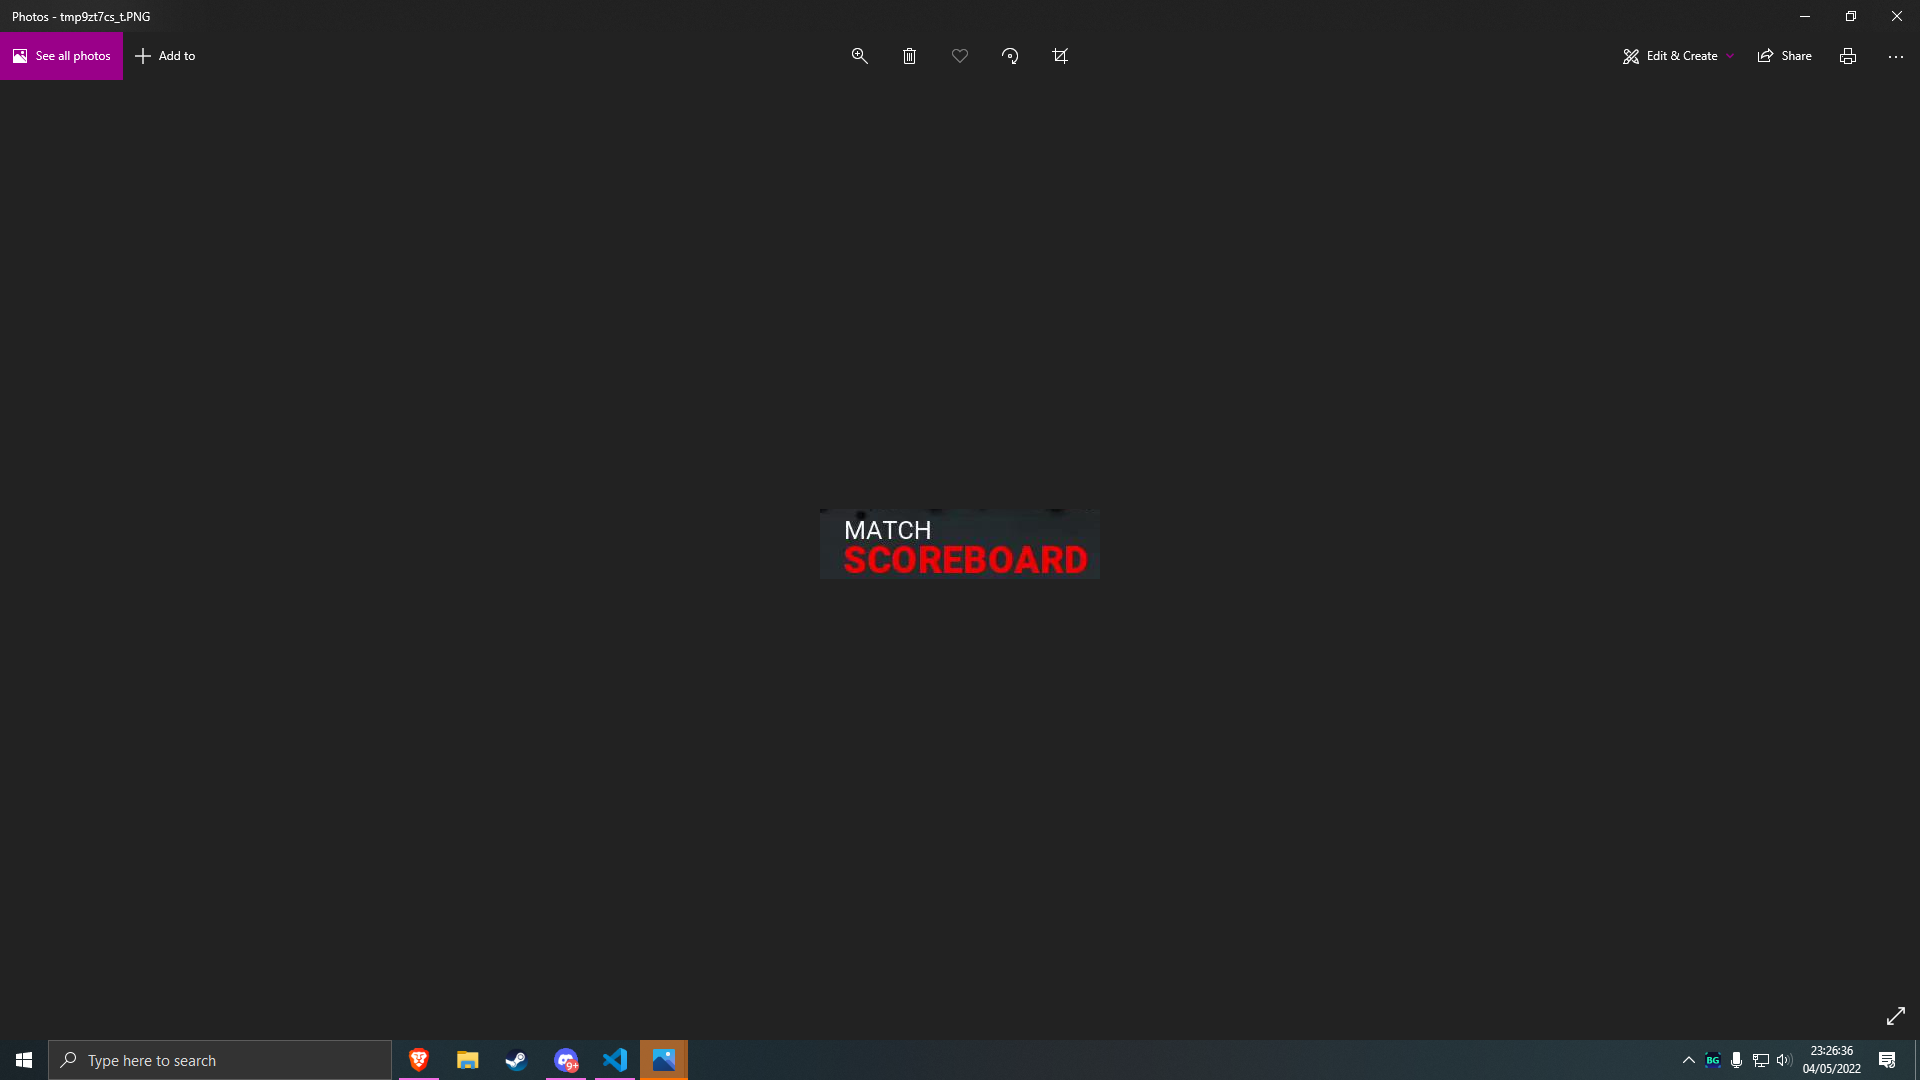 Photos - tmp9zt7cs_t.PNG
See all photos
Add to
Edit & Create
Share
MATCH
SCOREBOARD
Type here to search
9+
BG
23:26:36
04/05/2022